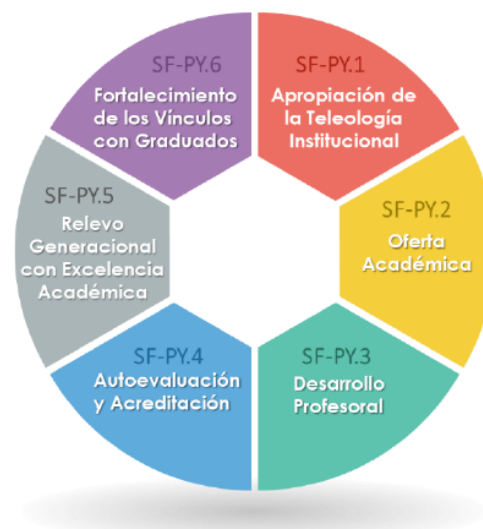 SF-PY.6
Fortalecimiento
de los Vínculos
con Graduados
SF-PY.1
Apropiación de
la Teleología
Institucional
SF-PY.2
Oferta
Académica
SF-PY.3
Desarrollo
Profesoral
SF-PY.4
Autoevaluación
y Acreditación
SF-PY.5
Relevo
Generacional
con Excelencia
Académica